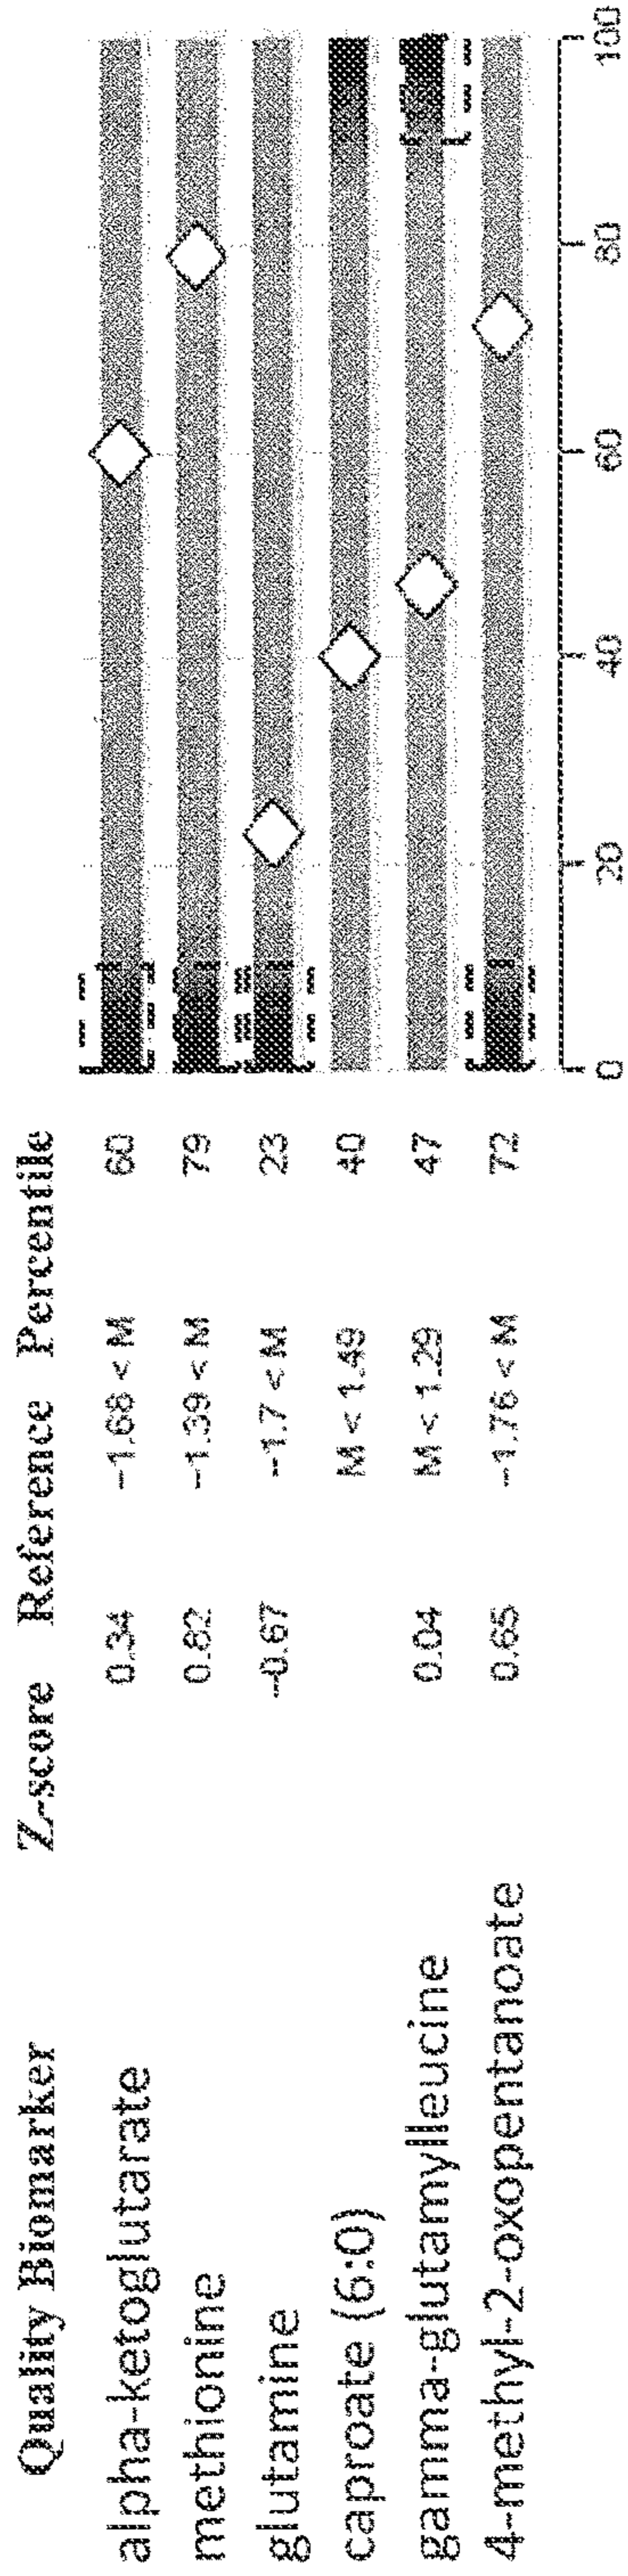 Quality Biomarker Z-score Reference Percentile
alpha-ketoglutarate 0.34 -1.68 < M 60
methionine 0.82 -1.39 < M 79
glutamine -0.67 -1.7 < M 23
caproate (6:0) M < 1.49 40
gamma-glutamylleucine 0.04 M < 1.29 47
4-methyl-2-oxopentanoate 0.65 -1.76 < M 72
0 20 40 60 80 100